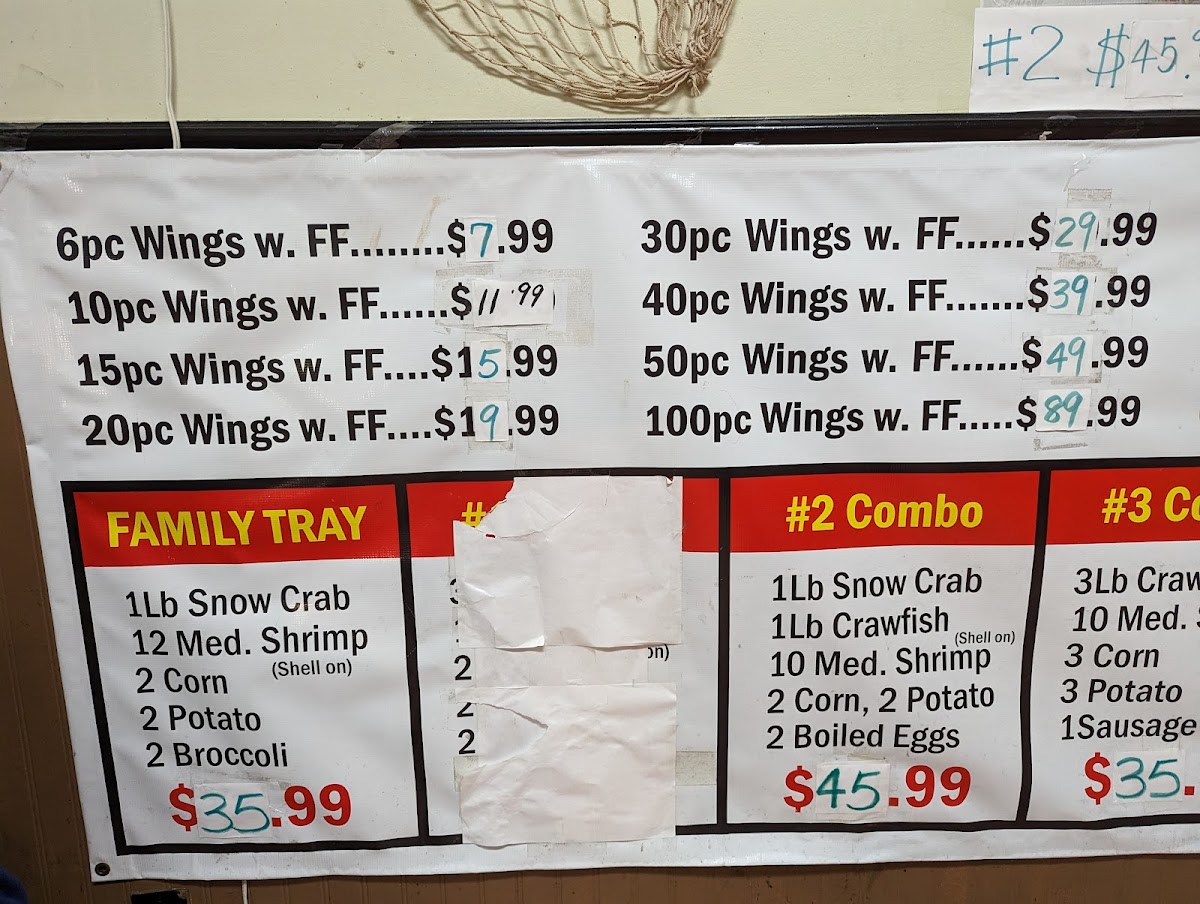 #2 $45.
6pc Wings w. FF........$7.99
10pc Wings w. FF......$11.99
15pc Wings w. FF....$15.99
20pc Wings w. FF....$19.99
30pc Wings w. FF......$29.99
40pc Wings w. FF.......$39.99
50pc Wings w. FF......$49.99
100pc Wings w. FF.....$89.99
FAMILY TRAY
1Lb Snow Crab
12 Med. Shrimp
(Shell on)
2 Corn
2 Potato
2 Broccoli
$35.99
#
2
2
2
#2 Combo
1Lb Snow Crab
1Lb Crawfish
(Shell on)
10 Med. Shrimp
2 Corn, 2 Potato
2 Boiled Eggs
$45.99
#3 Co
3Lb Craw
10 Med.
3 Corn
3 Potato
1Sausage
$35.